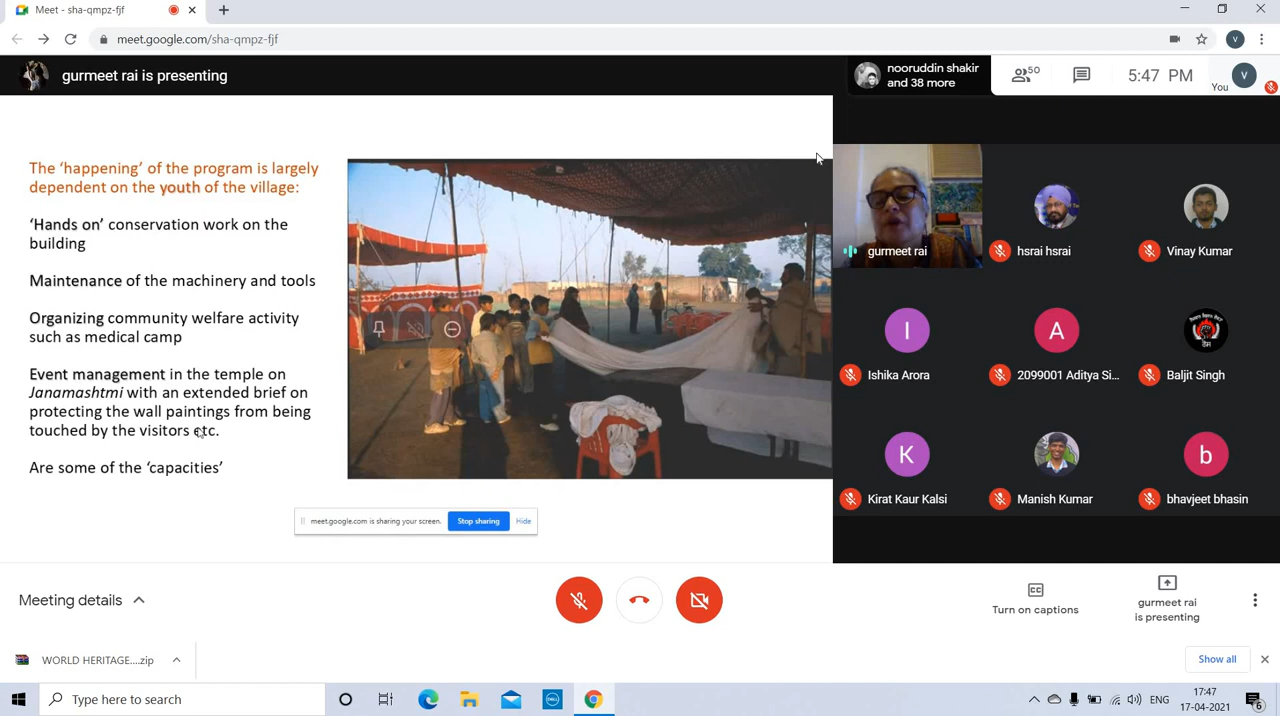 Meet - sha-qmpz-fjf
meet.google.com/sha-qmpz-fjf
V
gurmeet rai is presenting
nooruddin shakir
and 38 more
50
5:47 PM
You
V
The ‘happening’ of the program is largely
dependent on the youth of the village:
‘Hands on’ conservation work on the
building
Maintenance of the machinery and tools
Organizing community welfare activity
such as medical camp
Event management in the temple on
Janamashtmi with an extended brief on
protecting the wall paintings from being
touched by the visitors etc.
Are some of the ‘capacities’
gurmeet rai
hsrai hsrai
Vinay Kumar
I
Ishika Arora
A
2099001 Aditya Si...
Baljit Singh
K
Kirat Kaur Kalsi
Manish Kumar
b
bhavjeet bhasin
meet.google.com is sharing your screen.
Stop sharing
Hide
Meeting details
CC
Turn on captions
gurmeet rai
is presenting
WORLD HERITAGE....zip
Show all
Type here to search
DELL
ENG
17:47
17-04-2021
6